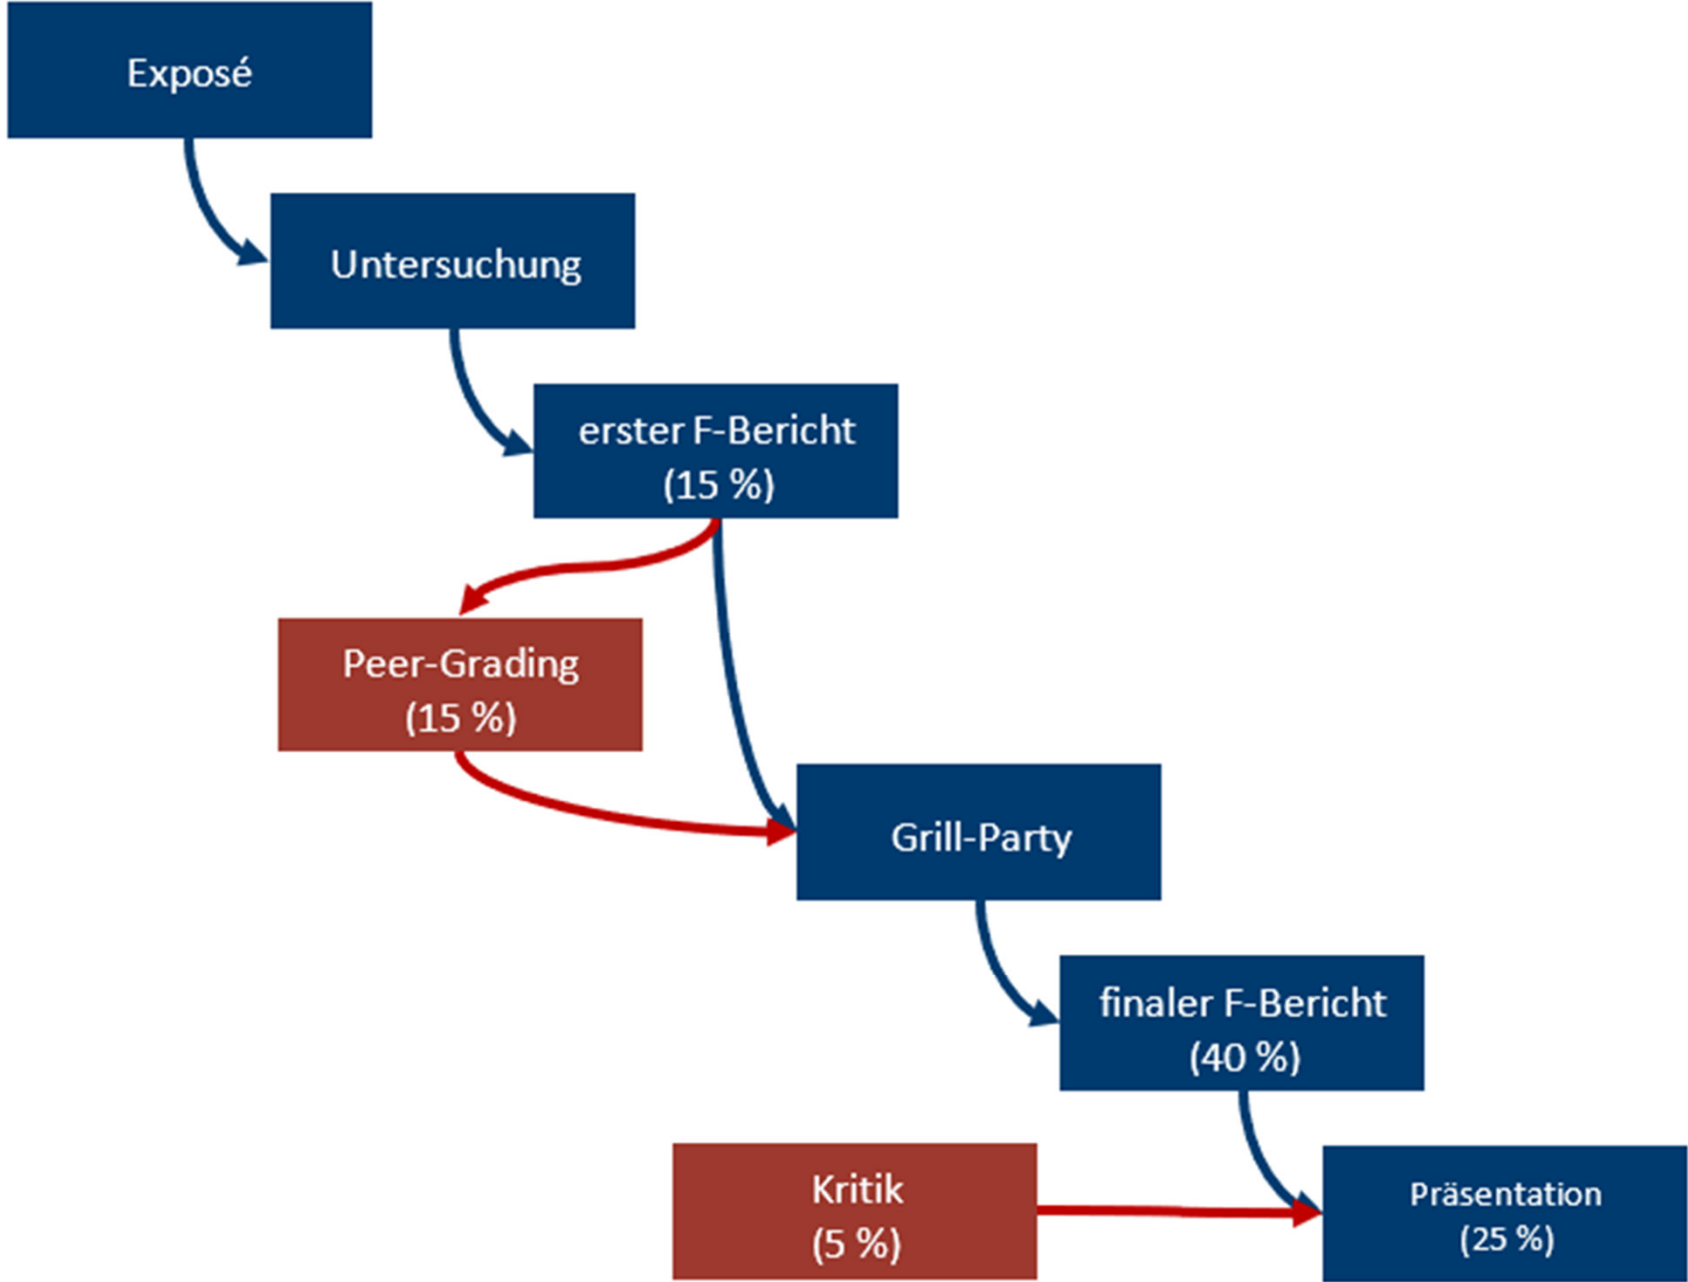 Exposé
Untersuchung
erster F-Bericht
(15 %)
Peer-Grading
(15 %)
Grill-Party
finaler F-Bericht
(40 %)
Kritik
(5 %)
Präsentation
(25 %)